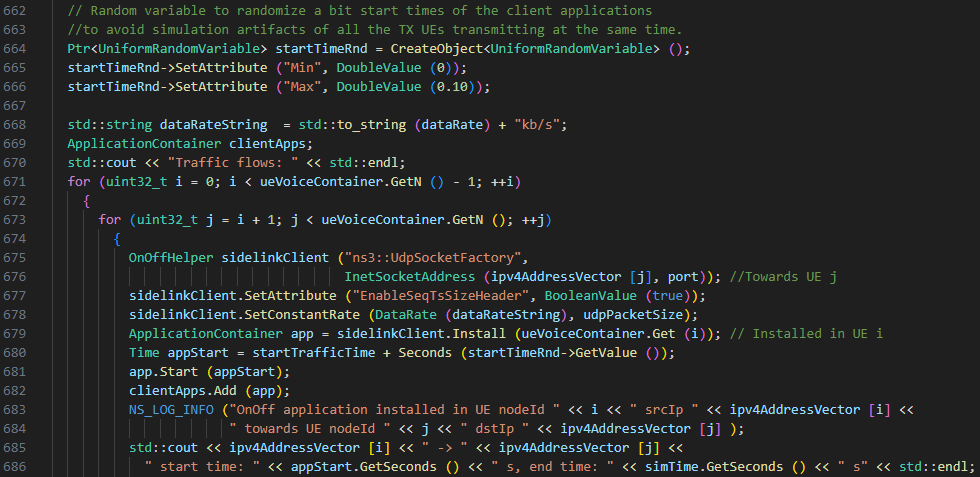 662 // Random variable to randomize a bit start times of the client applications
663 //to avoid simulation artifacts of all the TX UEs transmitting at the same time.
664 Ptr<UniformRandomVariable> startTimeRnd = CreateObject<UniformRandomVariable> ();
665 startTimeRnd->SetAttribute ("Min", DoubleValue (0));
666 startTimeRnd->SetAttribute ("Max", DoubleValue (0.10));
667
668 std::string dataRateString  = std::to_string (dataRate) + "kb/s";
669 ApplicationContainer clientApps;
670 std::cout << "Traffic flows: " << std::endl;
671 for (uint32_t i = 0; i < ueVoiceContainer.GetN () - 1; ++i)
672 {
673 for (uint32_t j = i + 1; j < ueVoiceContainer.GetN (); ++j)
674 {
675 OnOffHelper sidelinkClient ("ns3::UdpSocketFactory",
676 InetSocketAddress (ipv4AddressVector [j], port)); //Towards UE j
677 sidelinkClient.SetAttribute ("EnableSeqTsSizeHeader", BooleanValue (true));
678 sidelinkClient.SetConstantRate (DataRate (dataRateString), udpPacketSize);
679 ApplicationContainer app = sidelinkClient.Install (ueVoiceContainer.Get (i)); // Installed in UE i
680 Time appStart = startTrafficTime + Seconds (startTimeRnd->GetValue ());
681 app.Start (appStart);
682 clientApps.Add (app);
683 NS_LOG_INFO ("OnOff application installed in UE nodeId " << i << " srcIp " << ipv4AddressVector [i] <<
684 " towards UE nodeId " << j << " dstIp " << ipv4AddressVector [j] );
685 std::cout << ipv4AddressVector [i] << " -> " << ipv4AddressVector [j] <<
686 " start time: " << appStart.GetSeconds () << " s, end time: " << simTime.GetSeconds () << " s" << std::endl;